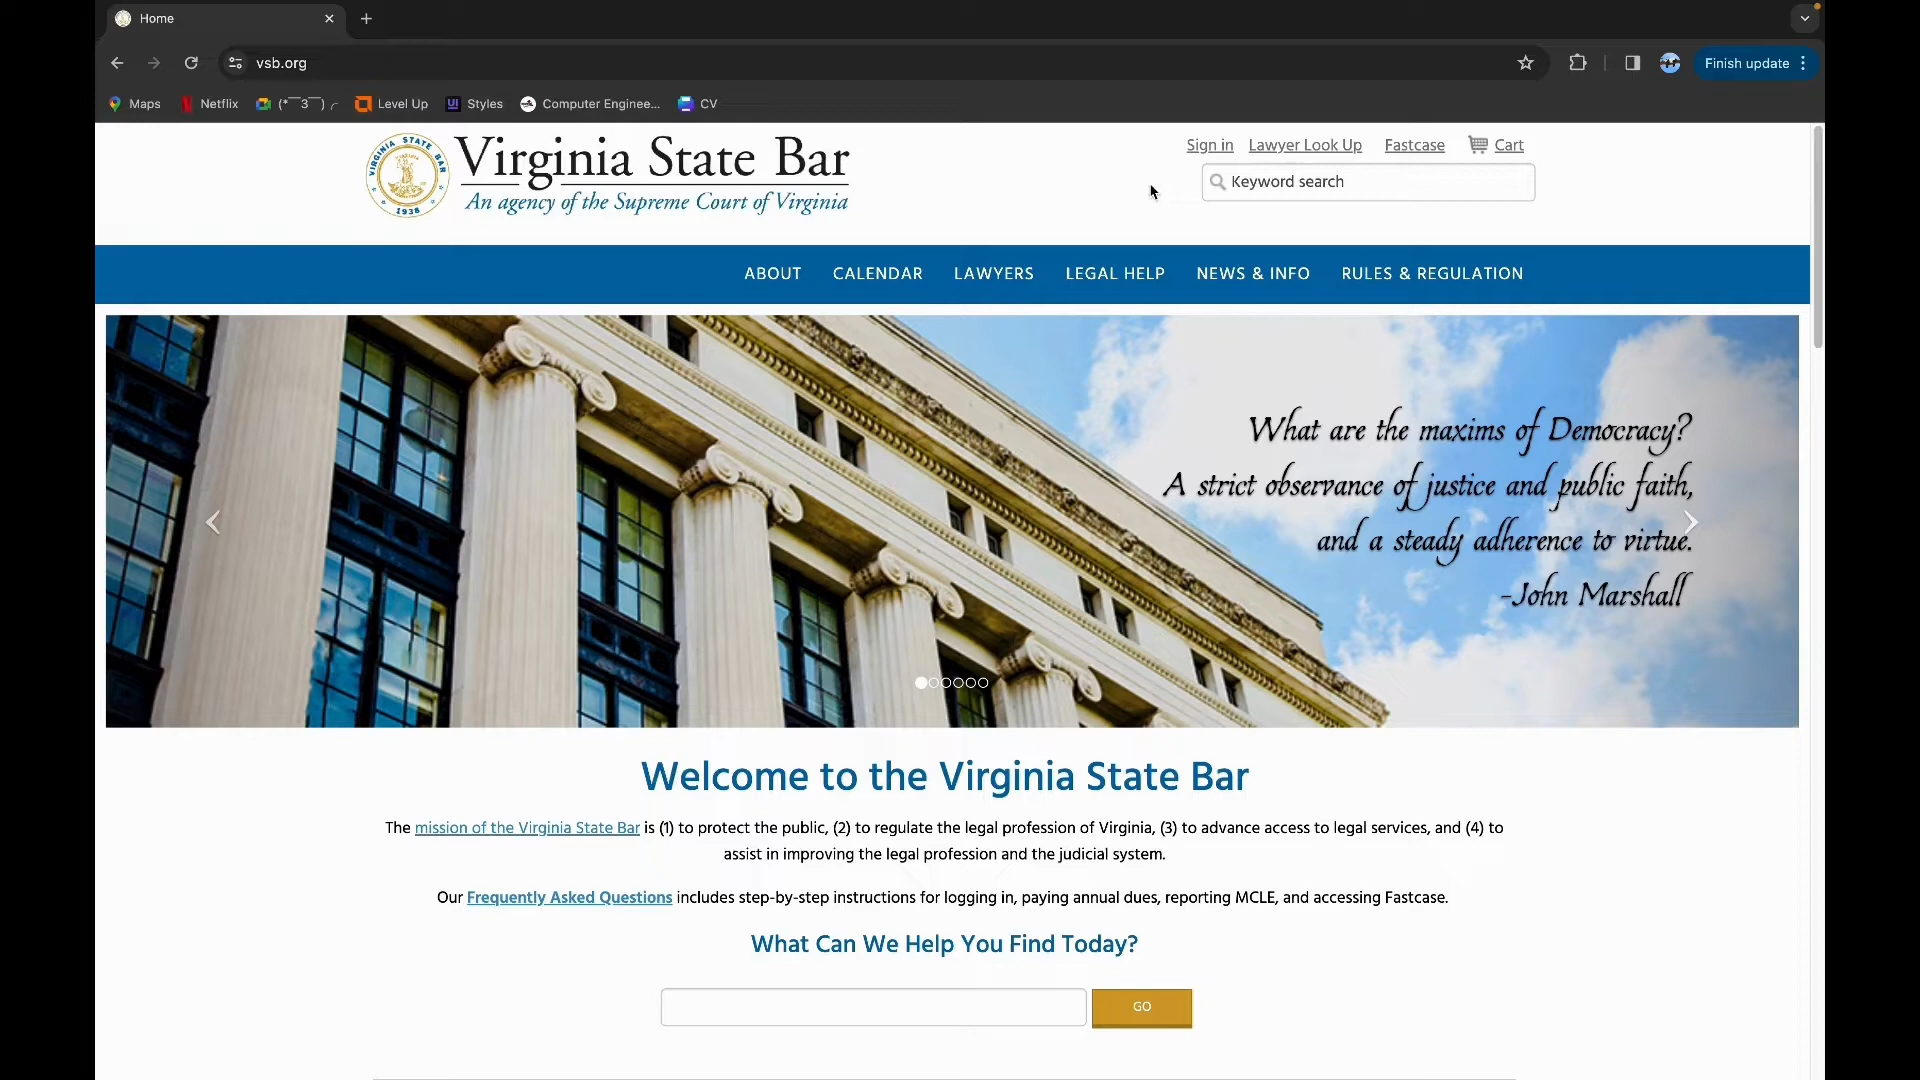 Home
vsb.org
Finish update
Maps
Netflix
Level Up
UI Styles
Computer Enginee...
CV
VIRGINIA STATE BAR
1938
Virginia State Bar
An agency of the Supreme Court of Virginia
Sign in
Lawyer Look Up
Fastcase
Cart
Keyword search
ABOUT
CALENDAR
LAWYERS
LEGAL HELP
NEWS & INFO
RULES & REGULATION
What are the maxims of Democracy?
A strict observance of justice and public faith,
and a steady adherence to virtue.
-John Marshall
Welcome to the Virginia State Bar
The mission of the Virginia State Bar is (1) to protect the public, (2) to regulate the legal profession of Virginia, (3) to advance access to legal services, and (4) to
assist in improving the legal profession and the judicial system.
Our Frequently Asked Questions includes step-by-step instructions for logging in, paying annual dues, reporting MCLE, and accessing Fastcase.
What Can We Help You Find Today?
GO